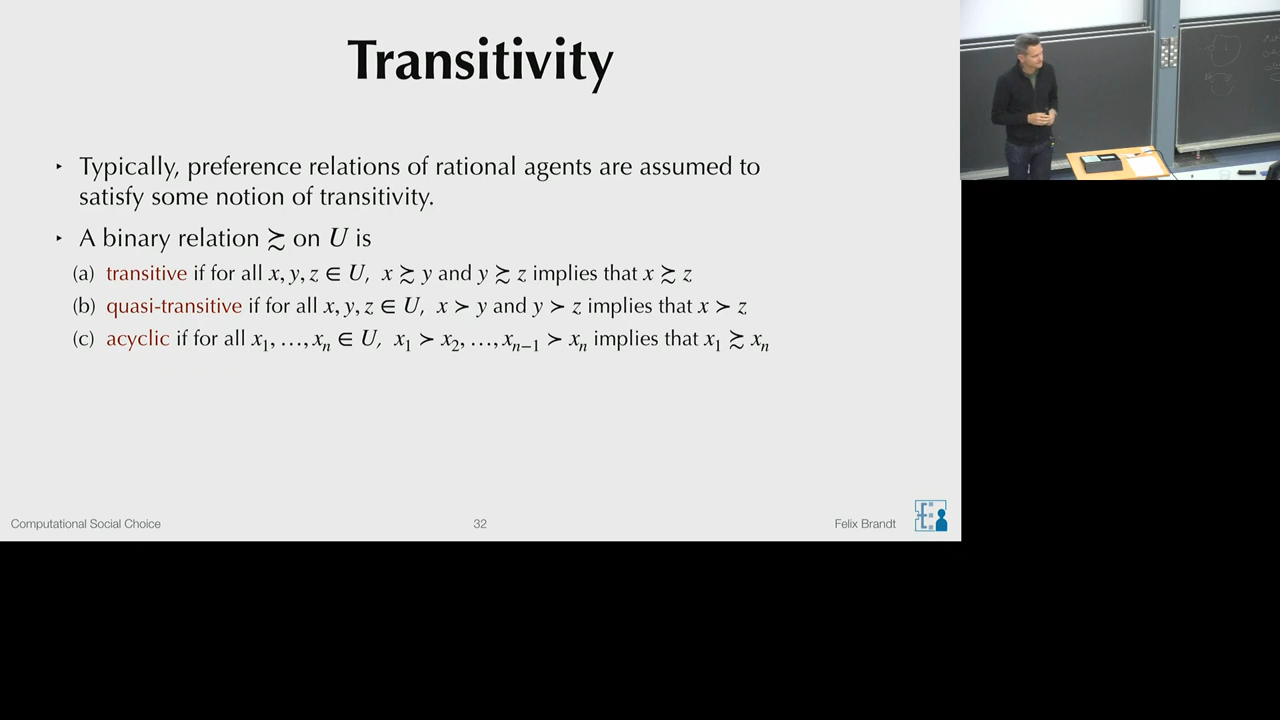 Transitivity
‣ Typically, preference relations of rational agents are assumed to
satisfy some notion of transitivity.
‣ A binary relation ≿ on U is
(a) transitive if for all x, y, z ∈ U, x ≿ y and y ≿ z implies that x ≿ z
(b) quasi-transitive if for all x, y, z ∈ U, x ≻ y and y ≻ z implies that x ≻ z
(c) acyclic if for all x₁, …, xₙ ∈ U, x₁ ≻ x₂, …, xₙ₋₁ ≻ xₙ implies that x₁ ≿ xₙ
Computational Social Choice
32
Felix Brandt